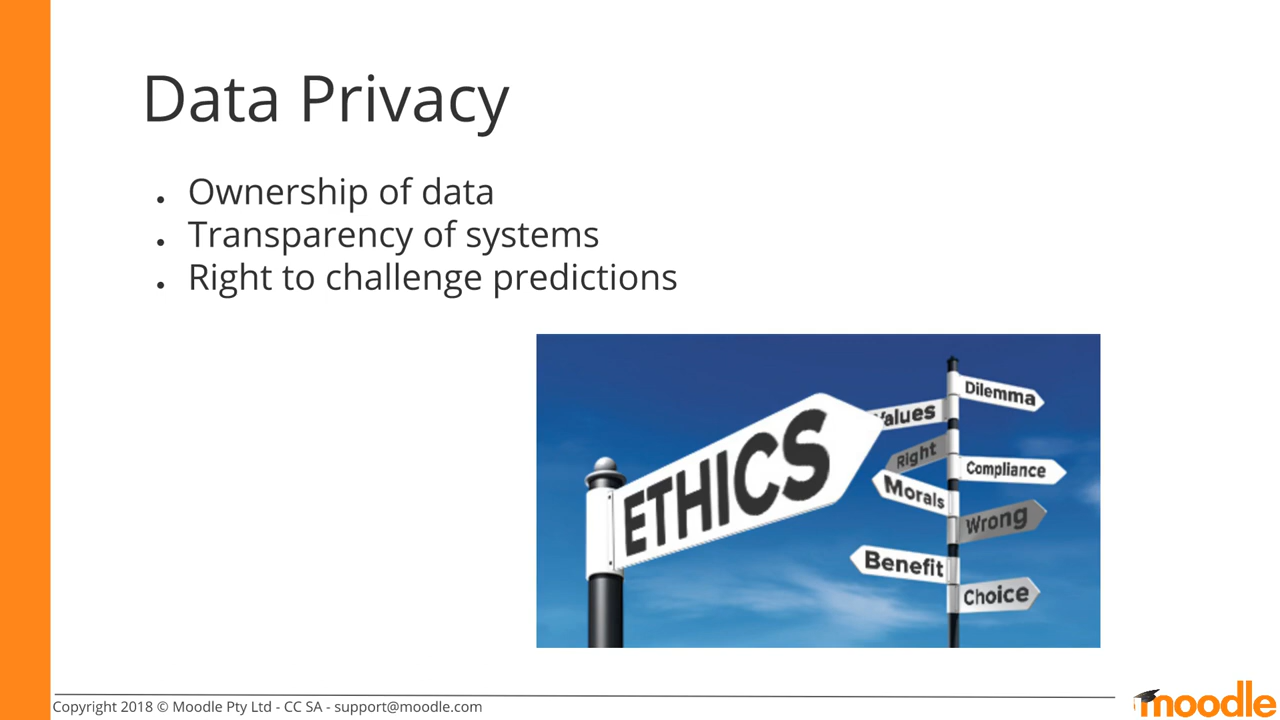 Data Privacy
Ownership of data
Transparency of systems
Right to challenge predictions
ETHICS
Dilemma
Values
Right
Compliance
Morals
Wrong
Benefit
Choice
Copyright 2018 © Moodle Pty Ltd - CC SA - support@moodle.com
moodle